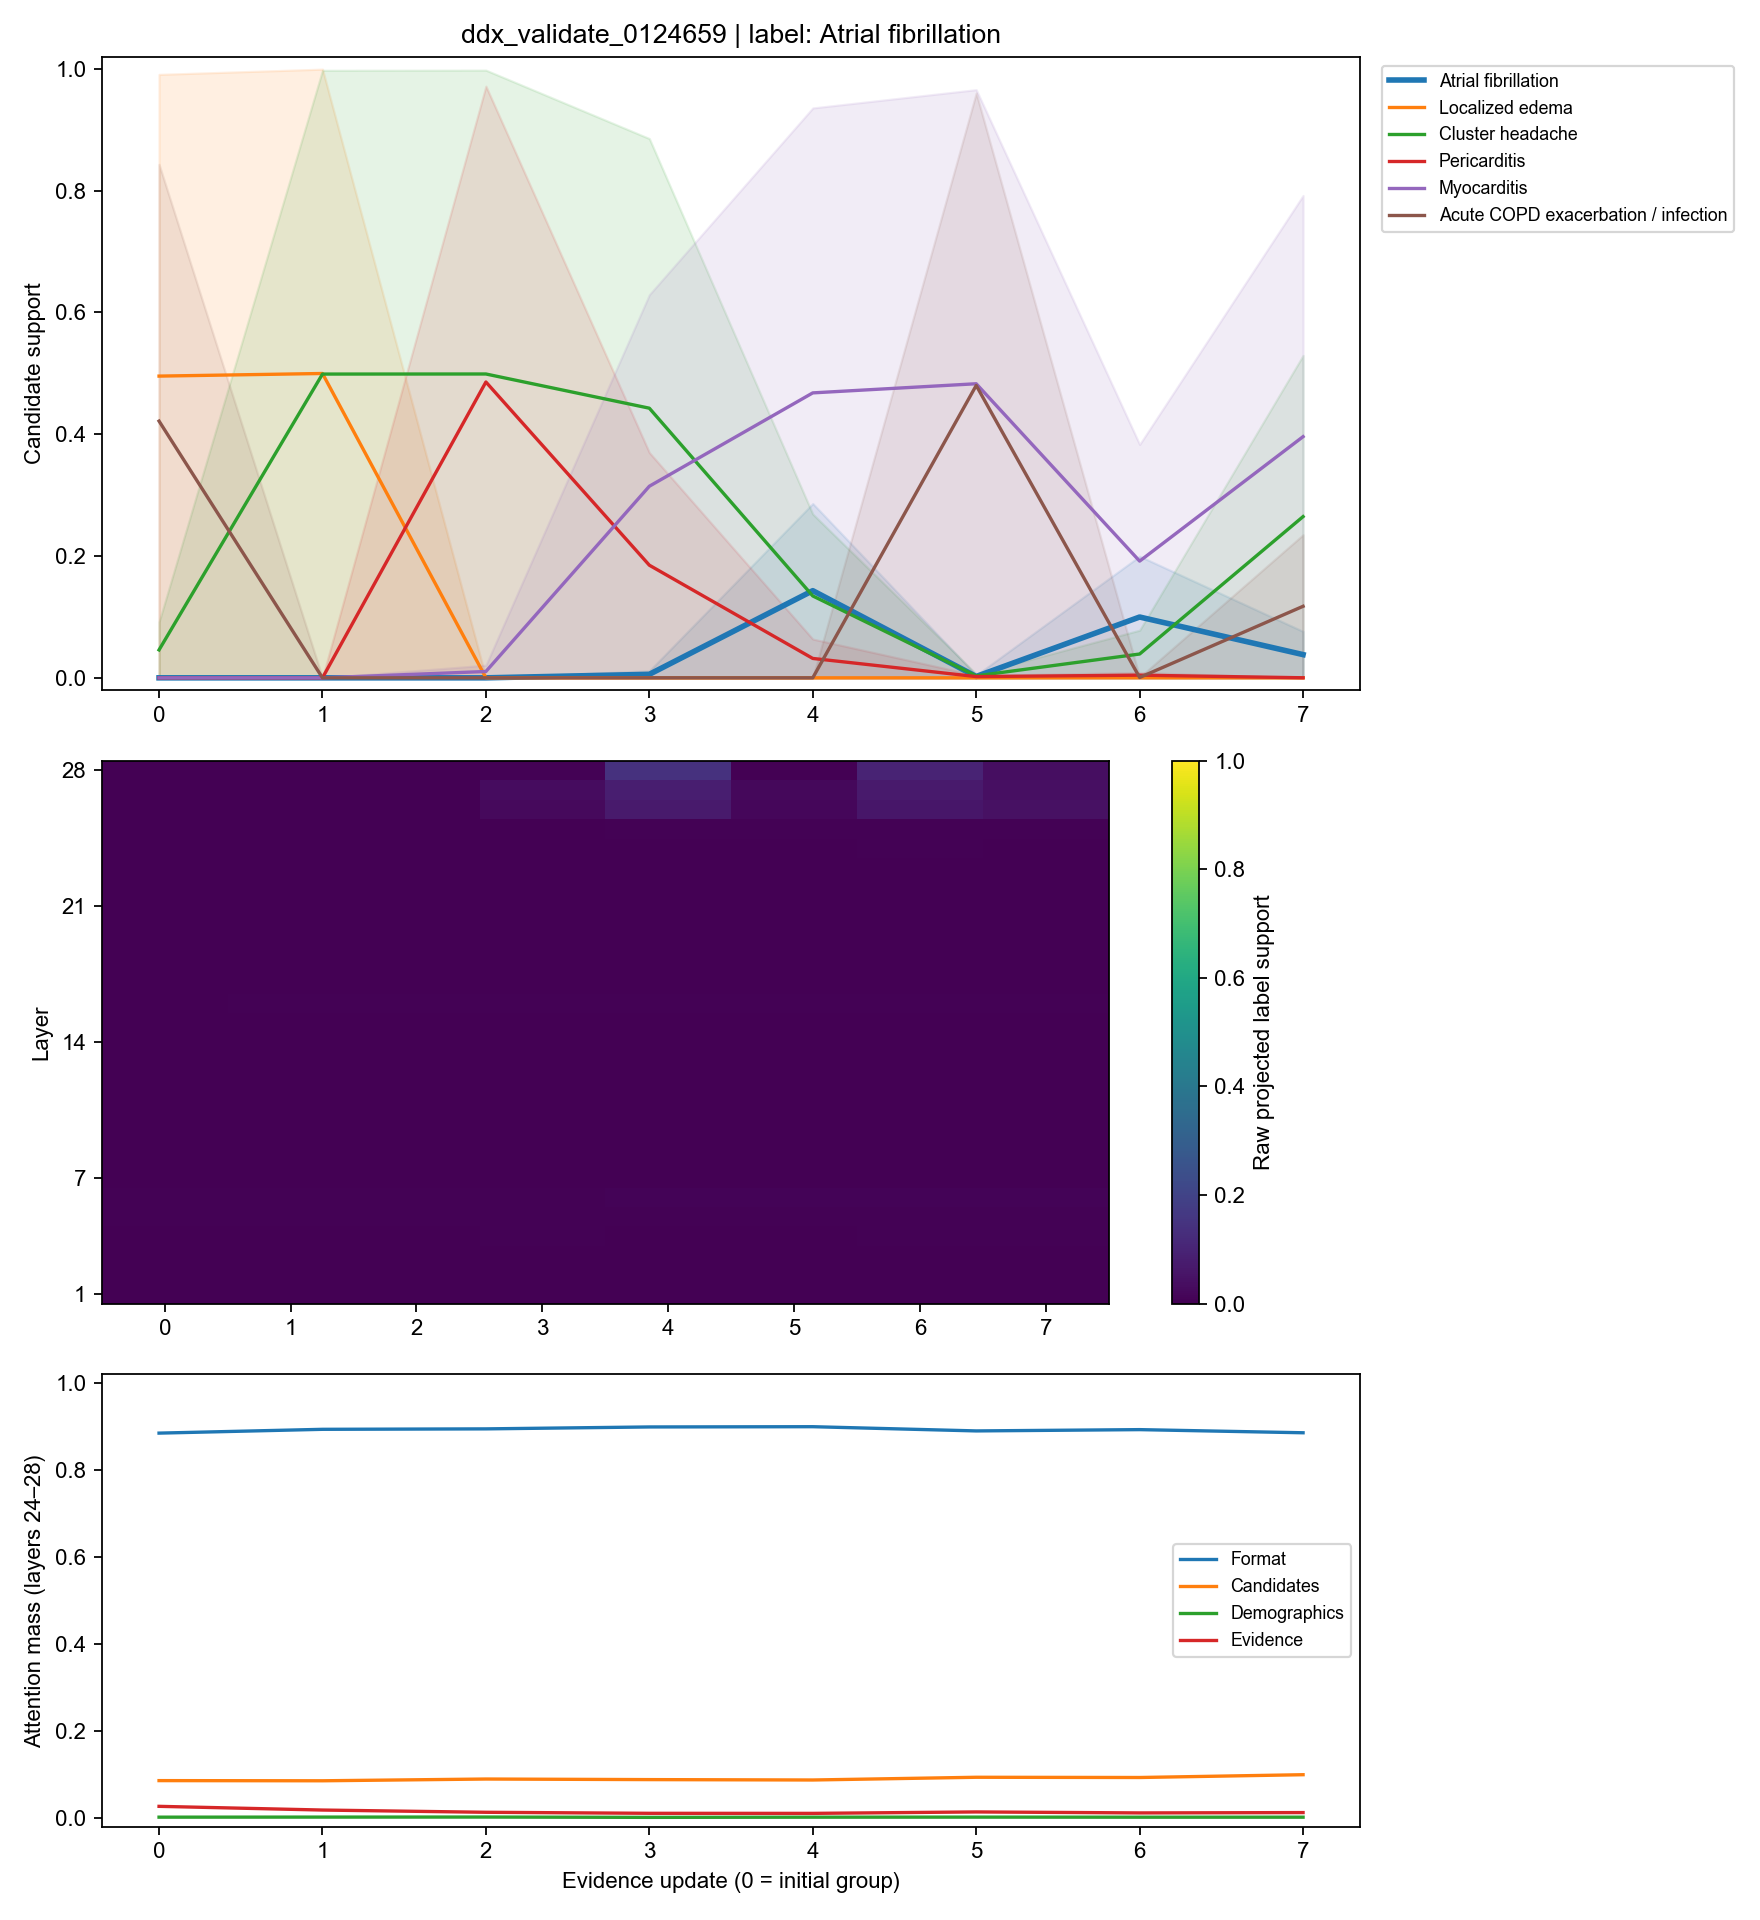 ddx_validate_0124659 | label: Atrial fibrillation
Candidate support
1.0
0.8
0.6
0.4
0.2
0.0
0 1 2 3 4 5 6 7
Atrial fibrillation
Localized edema
Cluster headache
Pericarditis
Myocarditis
Acute COPD exacerbation / infection
Layer
28
21
14
7
1
0 1 2 3 4 5 6 7
1.0
0.8
0.6
0.4
0.2
0.0
Raw projected label support
Attention mass (layers 24–28)
1.0
0.8
0.6
0.4
0.2
0.0
Format
Candidates
Demographics
Evidence
0 1 2 3 4 5 6 7
Evidence update (0 = initial group)